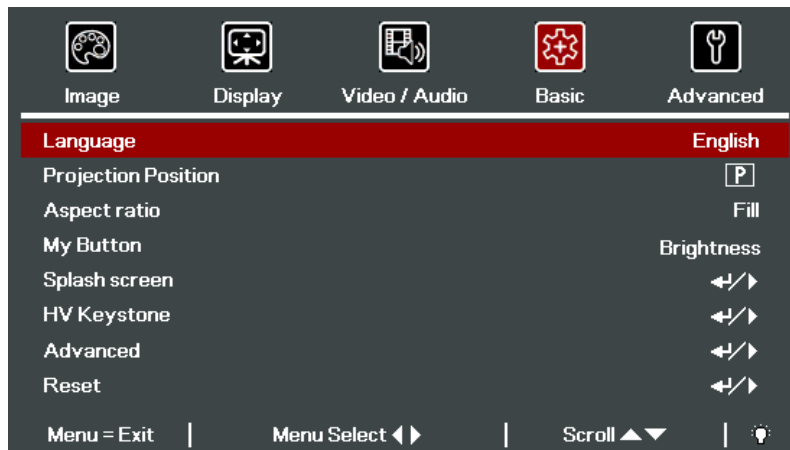 Image Display Video / Audio Basic Advanced
Language English
Projection Position P
Aspect ratio Fill
My Button Brightness
Splash screen ↵/▶
HV Keystone ↵/▶
Advanced ↵/▶
Reset ↵/▶
Menu = Exit | Menu Select ◀ ▶ | Scroll ▲▼ |